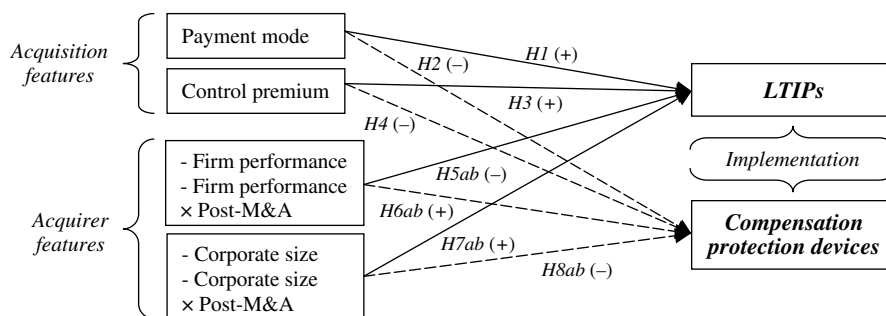 Acquisition
features
Payment mode
Control premium
Acquirer
features
- Firm performance
- Firm performance
× Post-M&A
- Corporate size
- Corporate size
× Post-M&A
H1 (+)
H2 (–)
H3 (+)
H4 (–)
H5ab (–)
H6ab (+)
H7ab (+)
H8ab (–)
LTIPs
Implementation
Compensation
protection devices